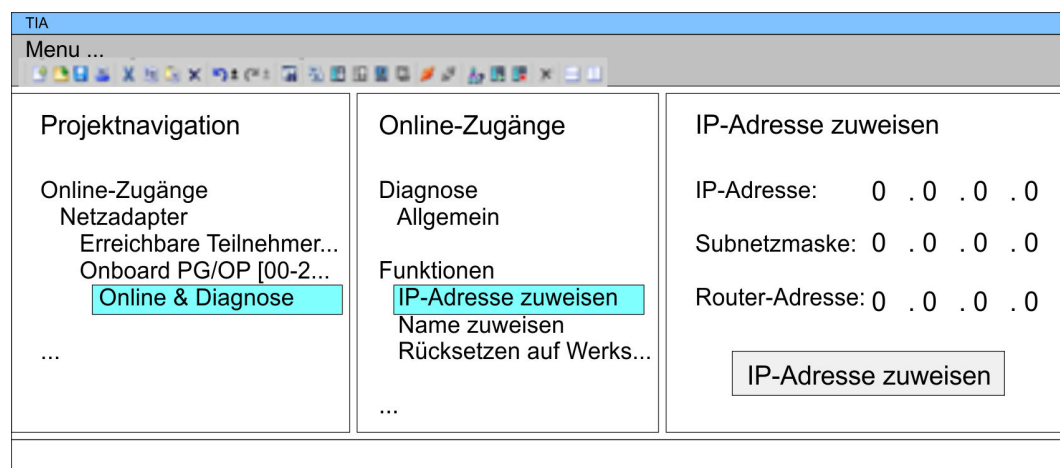 TIA
Menu ...
Projektnavigation
Online-Zugänge
Netzadapter
Erreichbare Teilnehmer...
Onboard PG/OP [00-2...
Online & Diagnose
...
Online-Zugänge
Diagnose
Allgemein
Funktionen
IP-Adresse zuweisen
Name zuweisen
Rücksetzen auf Werks...
...
IP-Adresse zuweisen
IP-Adresse: 0 . 0 . 0 . 0
Subnetzmaske: 0 . 0 . 0 . 0
Router-Adresse: 0 . 0 . 0 . 0
IP-Adresse zuweisen